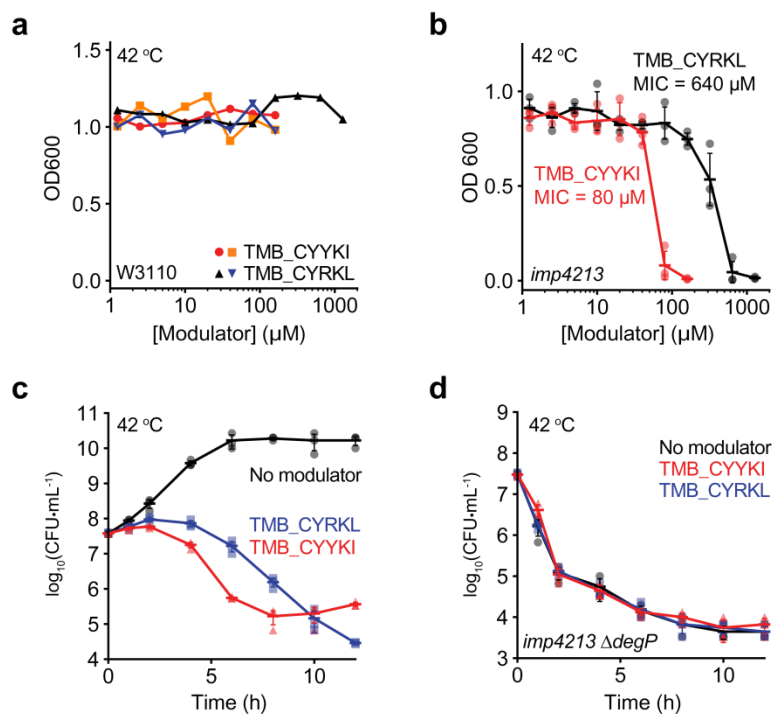 a
42 °C
1.5
1.0
0.5
0.0
OD600
TMB_CYYKI
TMB_CYRKL
W3110
1 10 100 1000
[Modulator] (µM)
b
42 °C
TMB_CYRKL
MIC = 640 µM
1.0
0.5
0.0
OD 600
TMB_CYYKI
MIC = 80 µM
imp4213
1 10 100 1000
[Modulator] (µM)
c
42 °C
11
10
9
8
7
6
5
4
log10(CFU·mL⁻¹)
No modulator
TMB_CYRKL
TMB_CYYKI
0 5 10
Time (h)
d
42 °C
8
7
6
5
4
3
log10(CFU·mL⁻¹)
No modulator
TMB_CYYKI
TMB_CYRKL
imp4213 ΔdegP
0 5 10
Time (h)